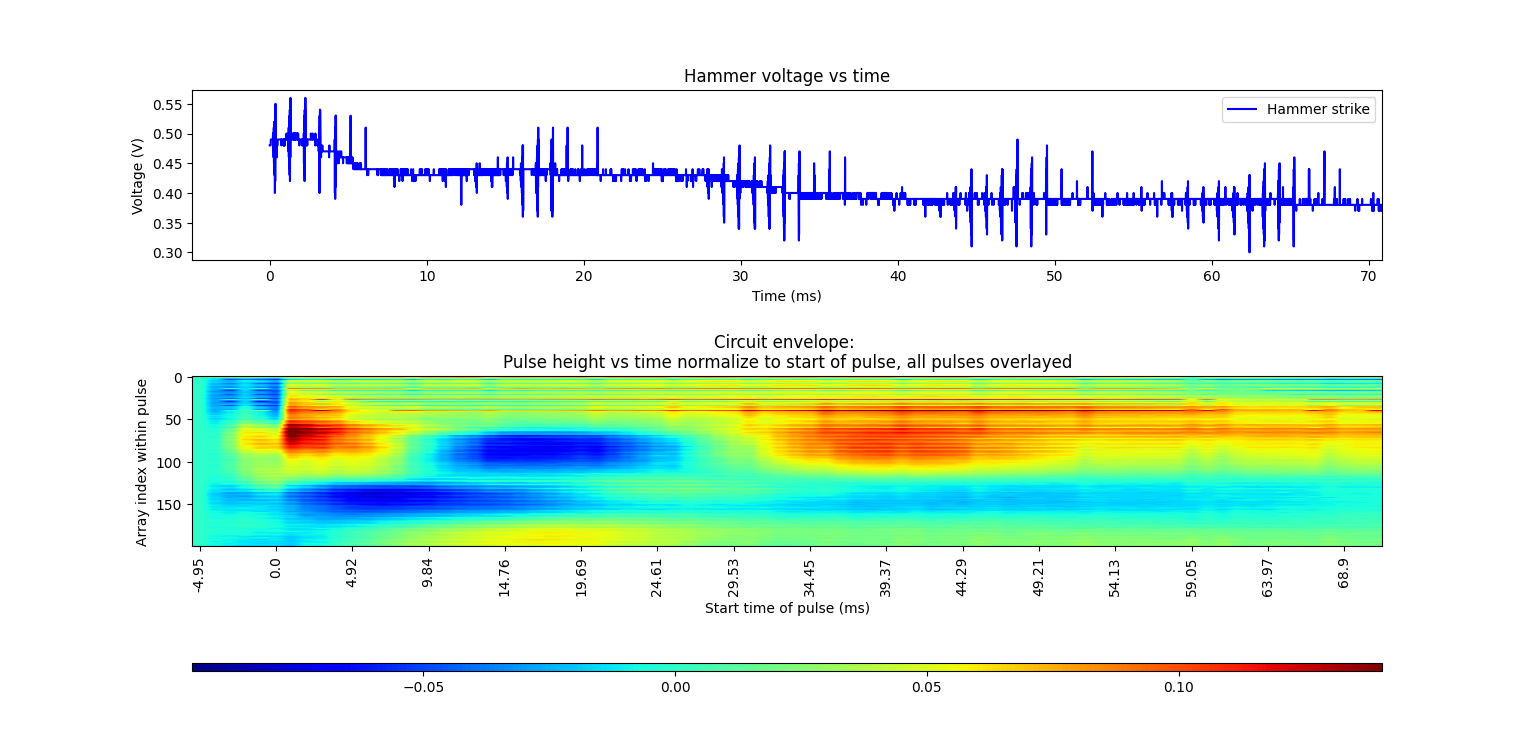 Hammer voltage vs time
Hammer strike
Voltage (V)
0.55
0.50
0.45
0.40
0.35
0.30
0 10 20 30 40 50 60 70
Time (ms)
Circuit envelope:
Pulse height vs time normalize to start of pulse, all pulses overlayed
Array index within pulse
0
50
100
150
-4.95 0.0 4.92 9.84 14.76 19.69 24.61 29.53 34.45 39.37 44.29 49.21 54.13 59.05 63.97 68.9
Start time of pulse (ms)
−0.05 0.00 0.05 0.10